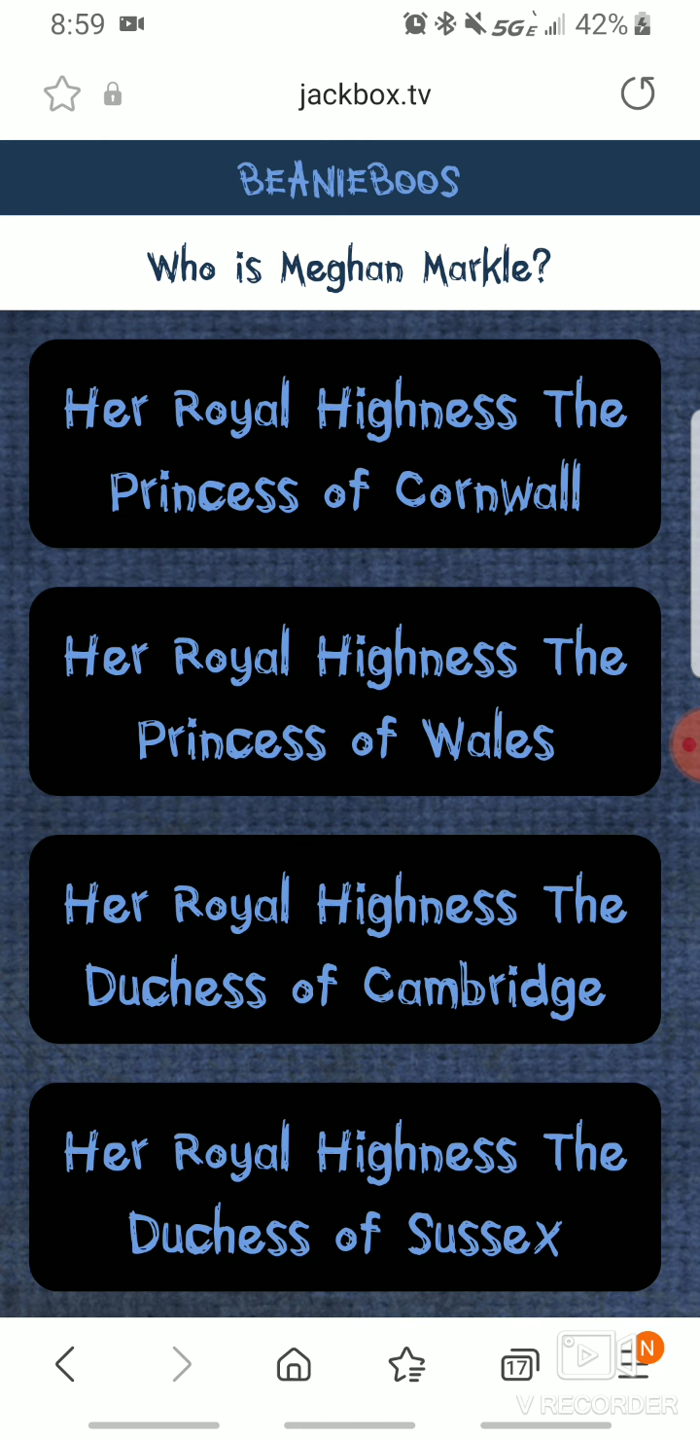 8:59 5GE 42%
jackbox.tv
BEANIEBOOS
Who is Meghan Markle?
Her Royal Highness The
Princess of Cornwall
Her Royal Highness The
Princess of Wales
Her Royal Highness The
Duchess of Cambridge
Her Royal Highness The
Duchess of Sussex
17
N
V RECORDER